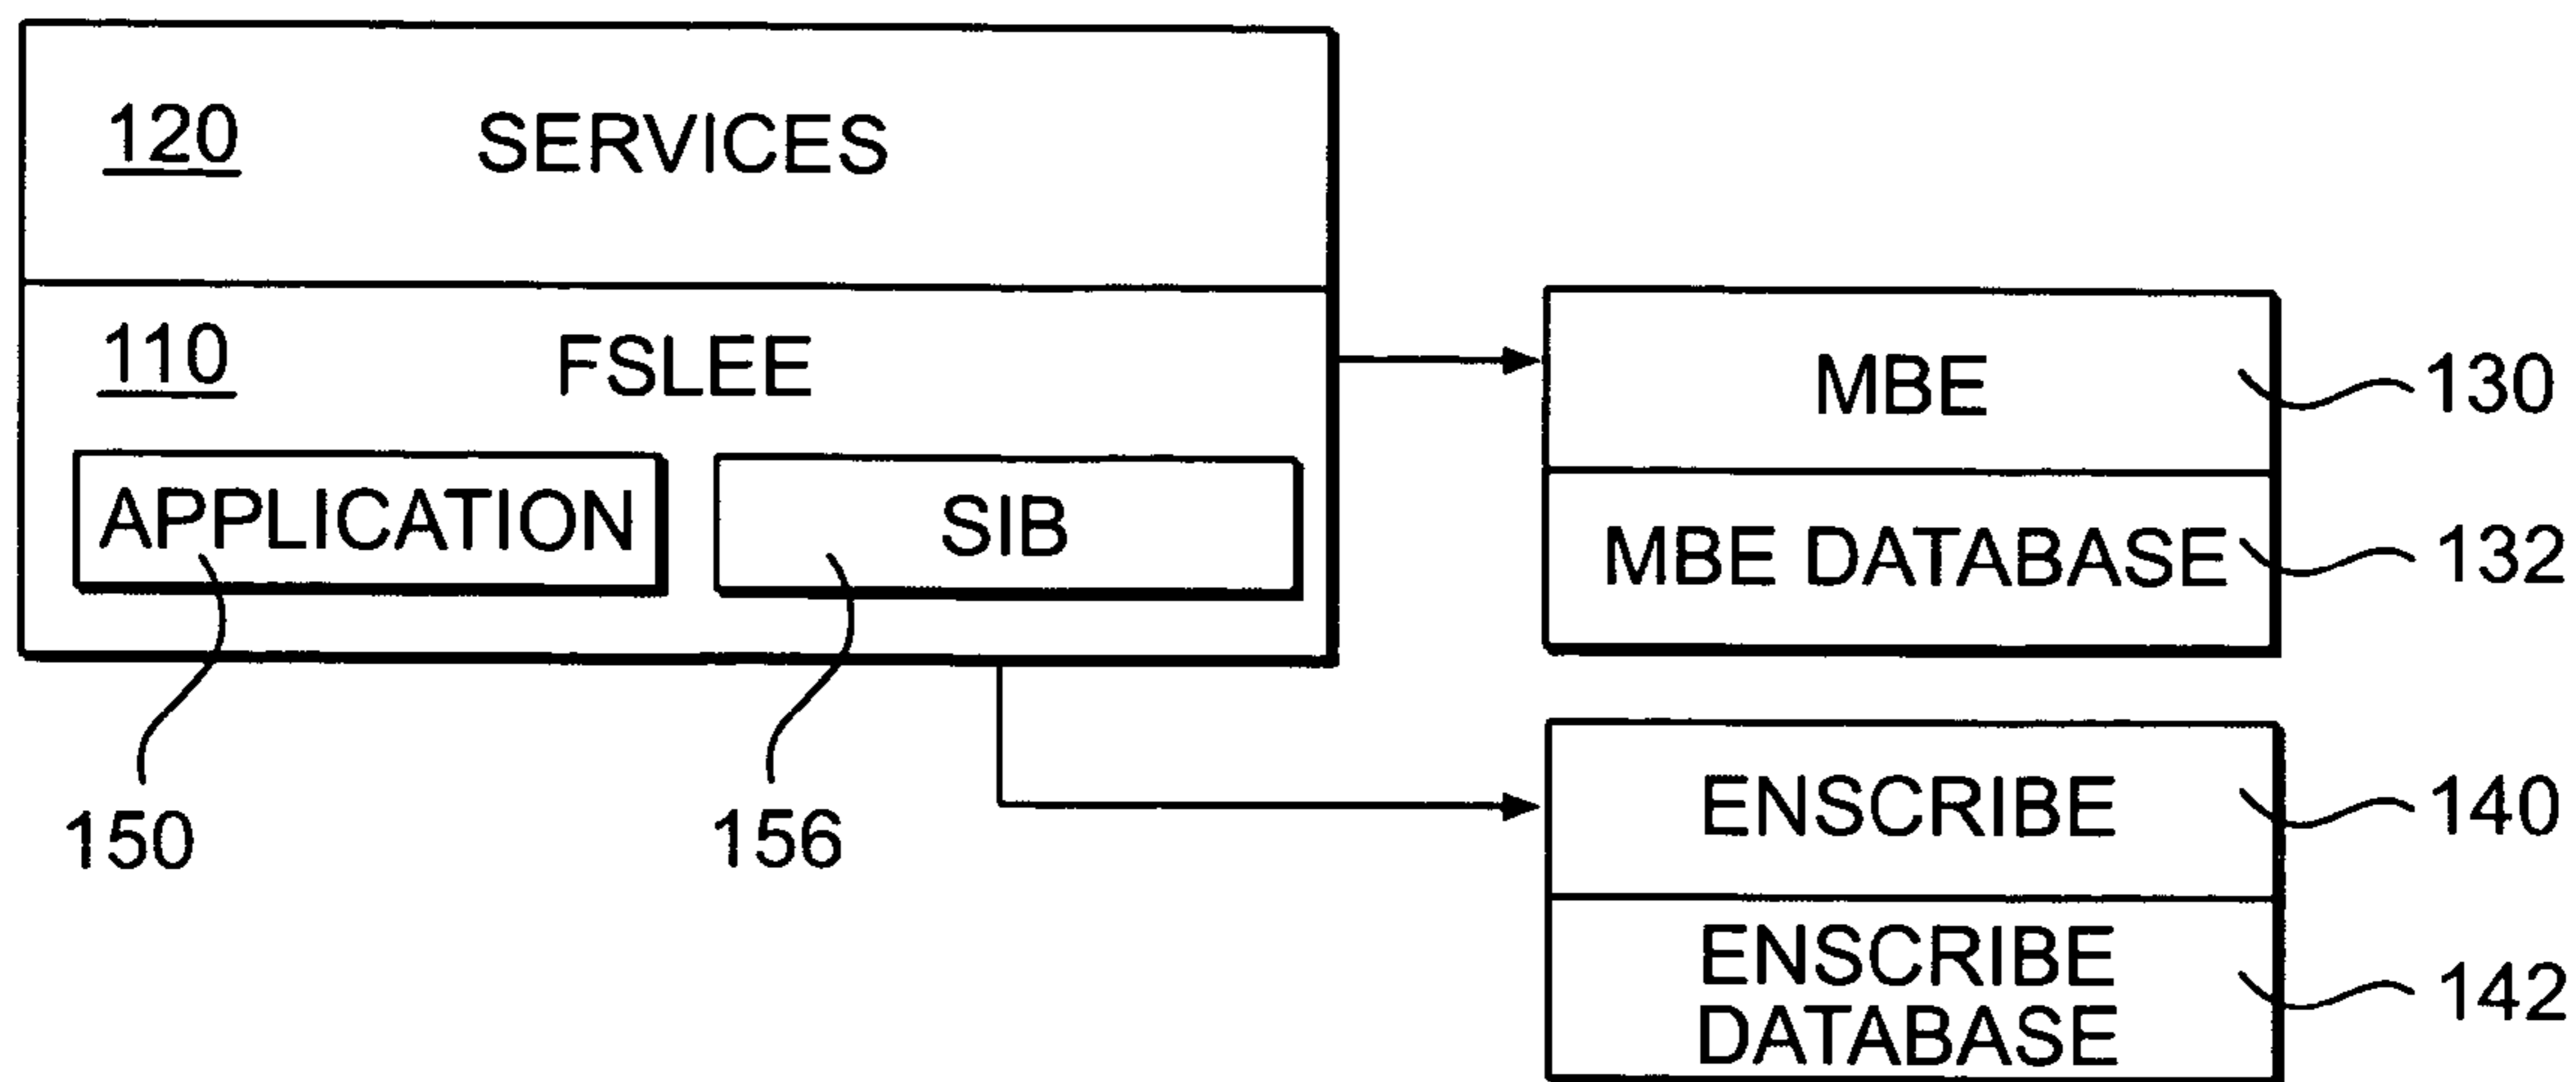 120 SERVICES
110 FSLEE
APPLICATION
SIB
150
156
MBE
130
MBE DATABASE
132
ENSCRIBE
140
ENSCRIBE
DATABASE
142